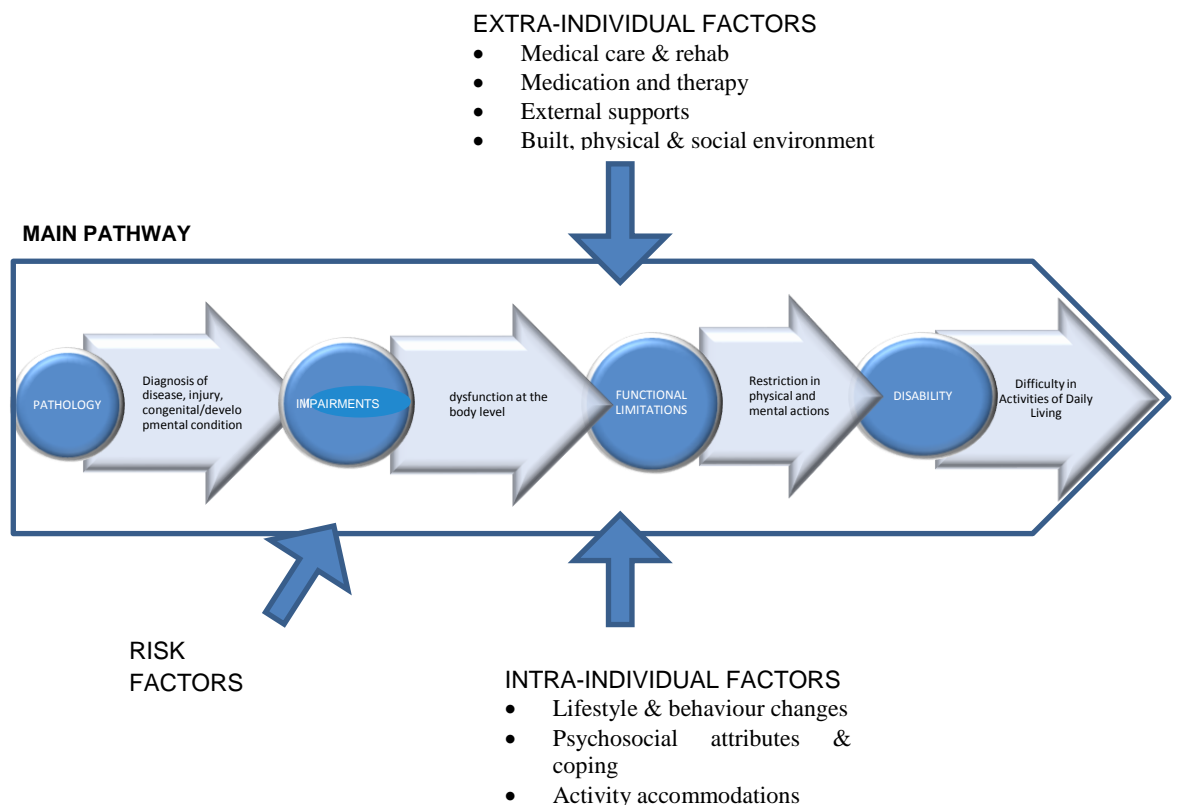 EXTRA-INDIVIDUAL FACTORS
• Medical care & rehab
• Medication and therapy
• External supports
• Built, physical & social environment
MAIN PATHWAY
PATHOLOGY
Diagnosis of
disease, injury,
congenital/develo
pmental condition
IMPAIRMENTS
dysfunction at the
body level
FUNCTIONAL
LIMITATIONS
Restriction in
physical and
mental actions
DISABILITY
Difficulty in
Activities of Daily
Living
RISK
FACTORS
INTRA-INDIVIDUAL FACTORS
• Lifestyle & behaviour changes
• Psychosocial attributes &
coping
• Activity accommodations